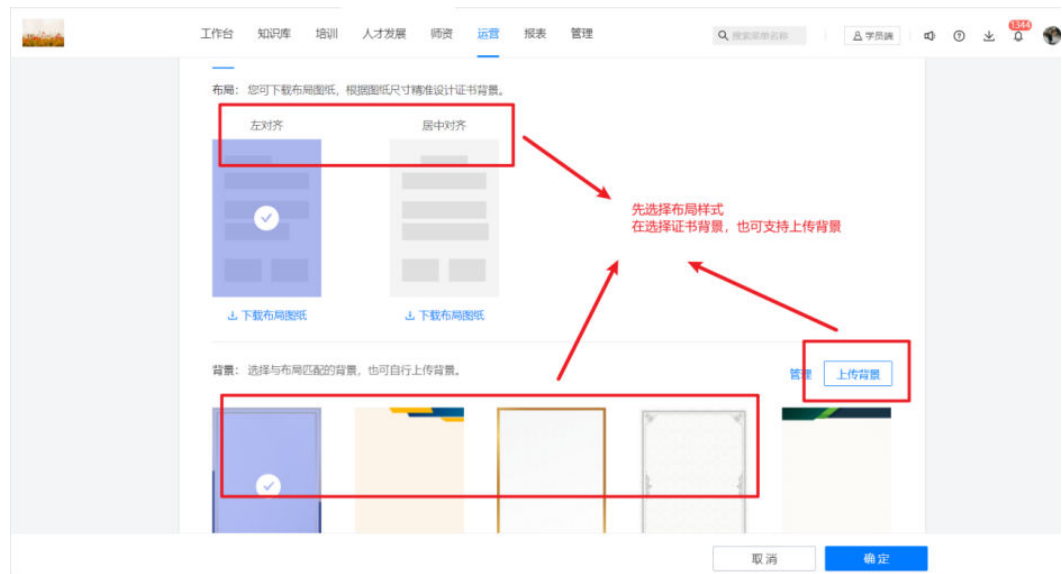 工作台 知识库 培训 人才发展 师资 运营 报表 管理 搜索菜单名称 学员端 1344
布局：您可下载布局图纸，根据图纸尺寸精准设计证书背景。
左对齐 居中对齐
先选择布局样式
在选择证书背景，也可支持上传背景
下载布局图纸 下载布局图纸
背景：选择与布局匹配的背景，也可自行上传背景。 管理 上传背景
取消 确定